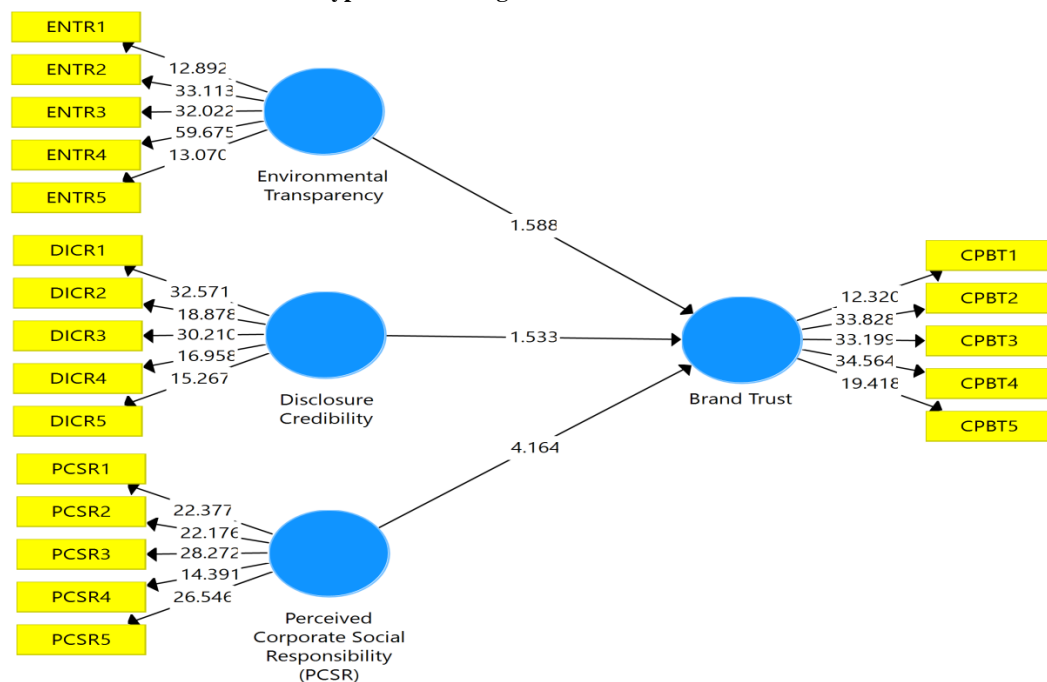 yp
g
ENTR1
ENTR2
ENTR3
ENTR4
ENTR5
12.892
33.113
32.022
59.675
13.070
Environmental
Transparency
1.588
DICR1
DICR2
DICR3
DICR4
DICR5
32.571
18.878
30.210
16.958
15.267
Disclosure
Credibility
1.533
PCSR1
PCSR2
PCSR3
PCSR4
PCSR5
22.377
22.176
28.272
14.391
26.546
Perceived
Corporate Social
Responsibility
(PCSR)
4.164
Brand Trust
12.320
33.828
33.199
34.564
19.418
CPBT1
CPBT2
CPBT3
CPBT4
CPBT5